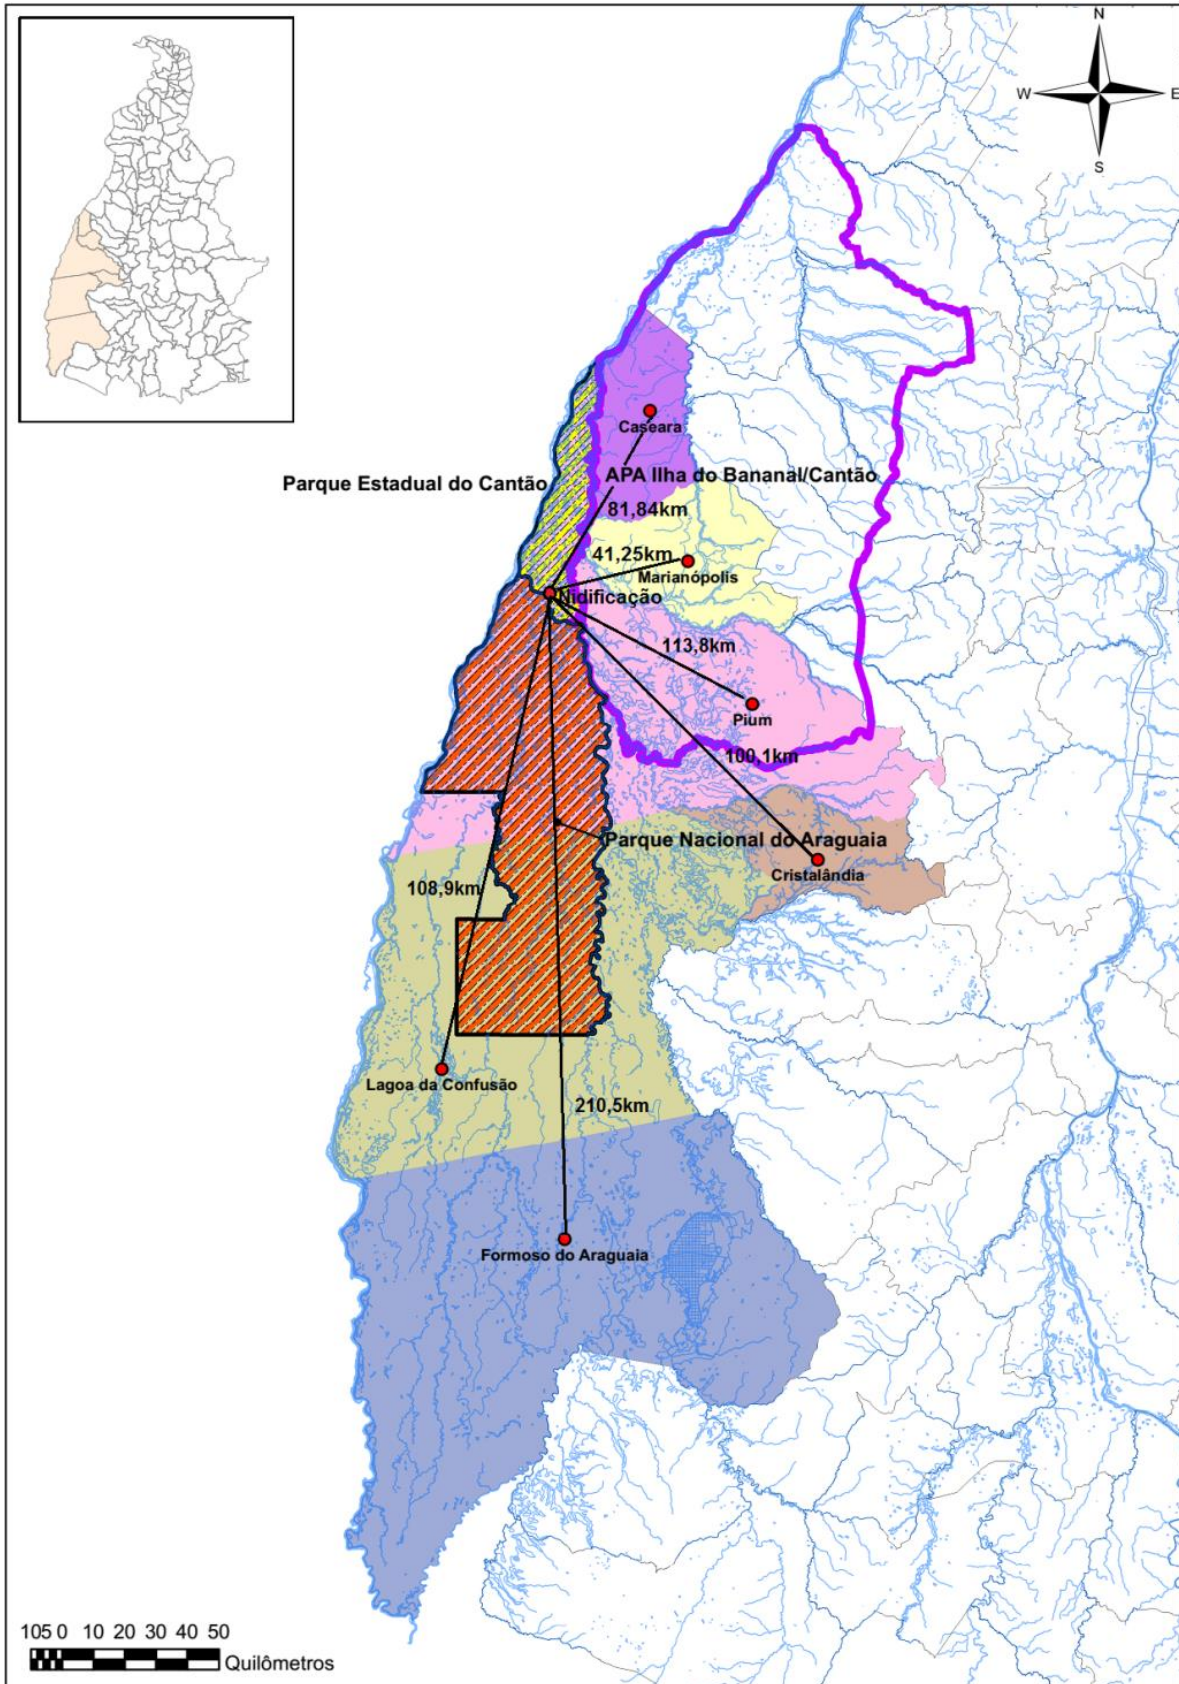 N
W E
S
Caseara
Parque Estadual do Cantão
APA Ilha do Bananal/Cantão
81,84km
41,25km
Marianópolis
Nidificação
113,8km
Pium
100,1km
Parque Nacional do Araguaia
Cristalândia
108,9km
Lagoa da Confusão
210,5km
Formoso do Araguaia
105 0 10 20 30 40 50
Quilômetros